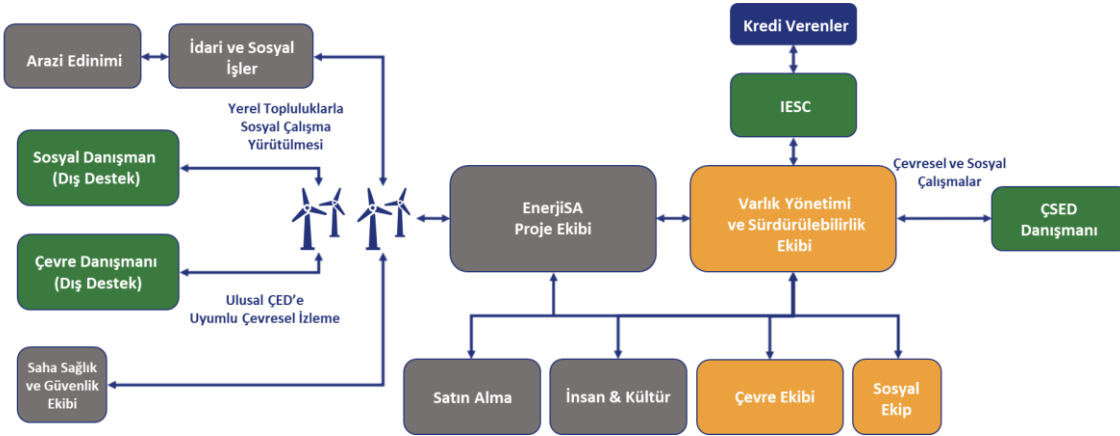 Kredi Verenler
Arazi Edinimi
İdari ve Sosyal
İşler
IESC
Yerel Topluluklarla
Sosyal Çalışma
Yürütülmesi
Sosyal Danışman
(Dış Destek)
Çevresel ve Sosyal
Çalışmalar
EnerjiSA
Proje Ekibi
Varlık Yönetimi
ve Sürdürülebilirlik
Ekibi
ÇSED
Danışmanı
Çevre Danışmanı
(Dış Destek)
Ulusal ÇED’e
Uyumlu Çevresel İzleme
Saha Sağlık
ve Güvenlik
Ekibi
Satın Alma
İnsan & Kültür
Çevre Ekibi
Sosyal
Ekip